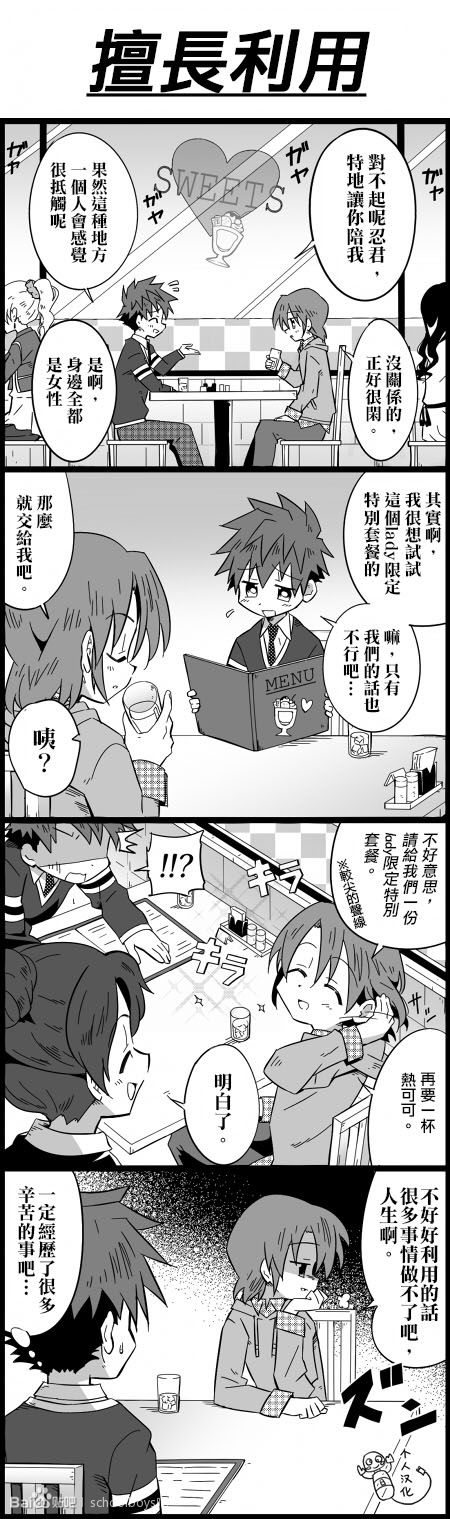 擅長利用
對不起呢忍君，
特地讓你陪我
SWEETS
果然這種地方
一個人會感覺
很抵觸呢
ガヤ
ガヤ
ガヤ
ガヤ
沒關係的，
正好很閑。
是啊，
身邊全都
是女性
其實啊，
我很想試試
這個lady限定
特別套餐的
嘛，只有
我們的話也
不行吧…
MENU
那麼
就交給我吧。
咦？
不好意思，
請給我們一份
lady限定特別
套餐。
※較尖的聲線
キラ
キラ
!!?
再要一杯
熱可可。
明白了。
不好好利用的話
很多事情做不了吧，
人生啊。
一定經歷了很多
辛苦的事吧…
ズーン
个人汉化
Bai 贴吧 | schoolboys